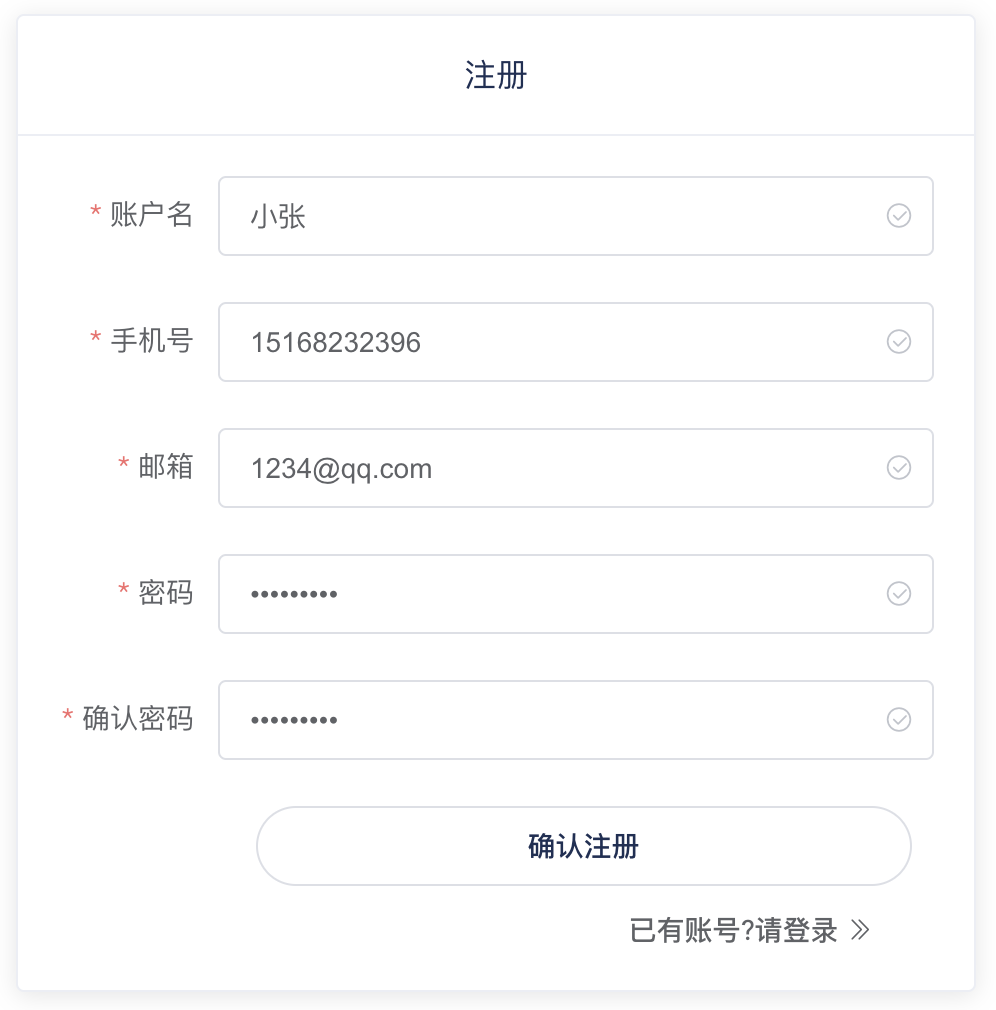 注册
* 账户名 小张
* 手机号 15168232396
* 邮箱 1234@qq.com
* 密码 •••••••••
* 确认密码 •••••••••
确认注册
已有账号?请登录 »